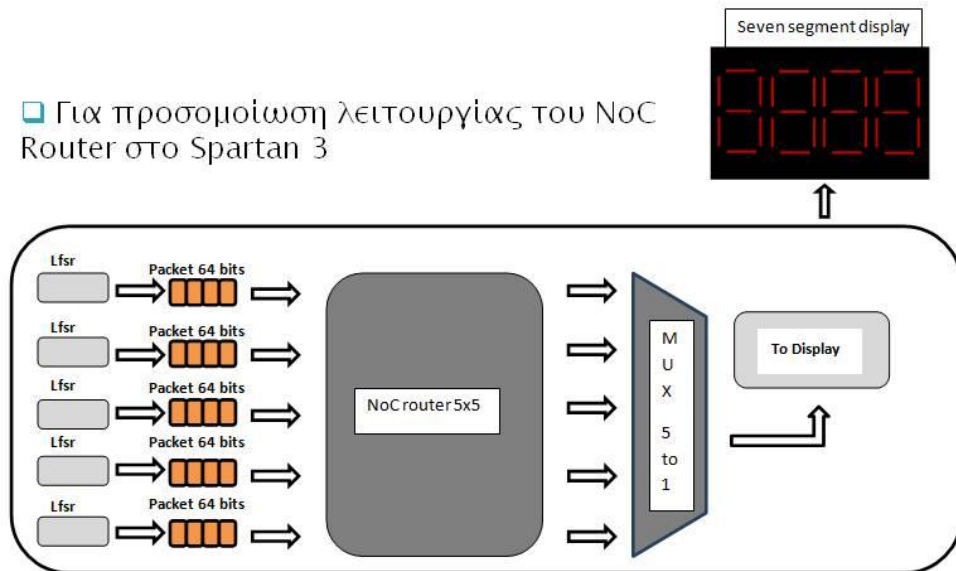 Seven segment display
Για προσομοίωση λειτουργίας του NoC
Router στο Spartan 3
Lfsr
Packet 64 bits
Lfsr
Packet 64 bits
Lfsr
Packet 64 bits
Lfsr
Packet 64 bits
Lfsr
Packet 64 bits
NoC router 5x5
M
U
X
5
to
1
To Display